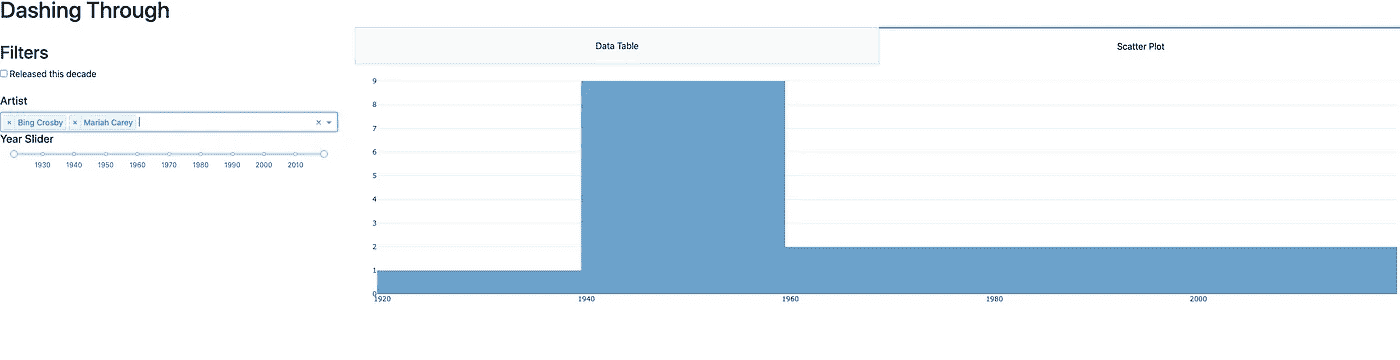 Dashing Through
Filters
Released this decade
Artist
× Bing Crosby × Mariah Carey ×
Year Slider
1930 1940 1950 1960 1970 1980 1990 2000 2010
Data Table Scatter Plot
9
8
7
6
5
4
3
2
1
0
1920 1940 1960 1980 2000